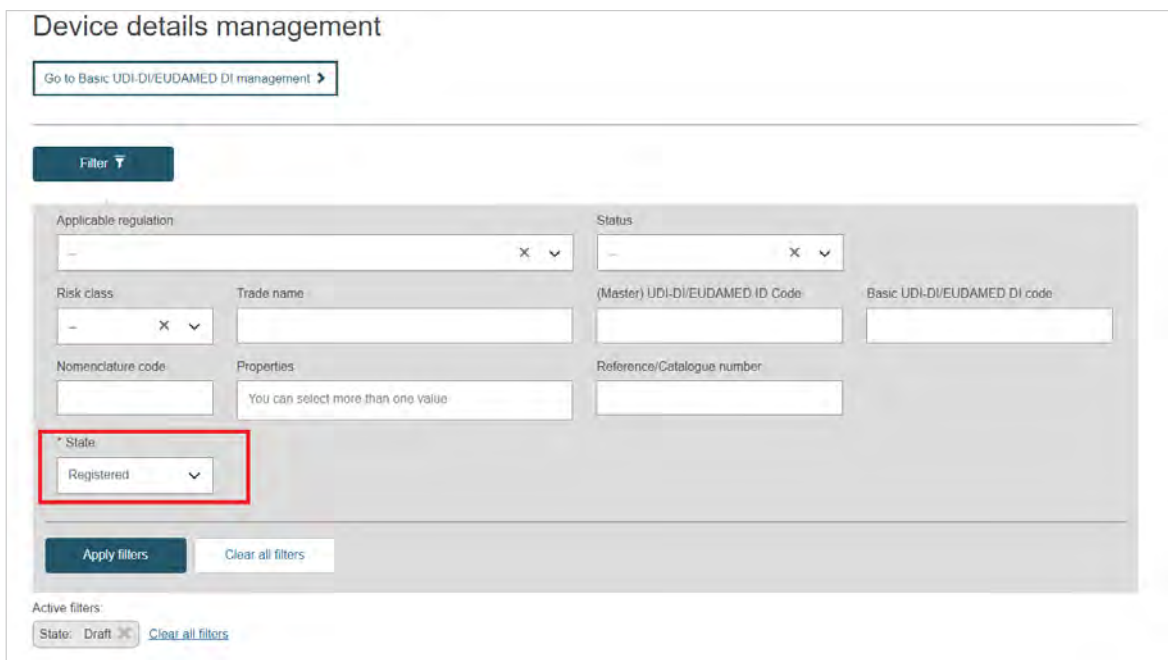 Device details management
Go to Basic UDI-DI/EUDAMED DI management
Filter
Applicable regulation Status
– –
Risk class Trade name (Master) UDI-DI/EUDAMED ID Code Basic UDI-DI/EUDAMED DI code
–
Nomenclature code Properties Reference/Catalogue number
You can select more than one value
* State
Registered
Apply filters Clear all filters
Active filters:
State: Draft Clear all filters